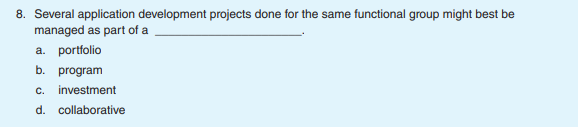 8. Several application development projects done for the same functional group might best be
managed as part of a ____________________.
a. portfolio
b. program
c. investment
d. collaborative